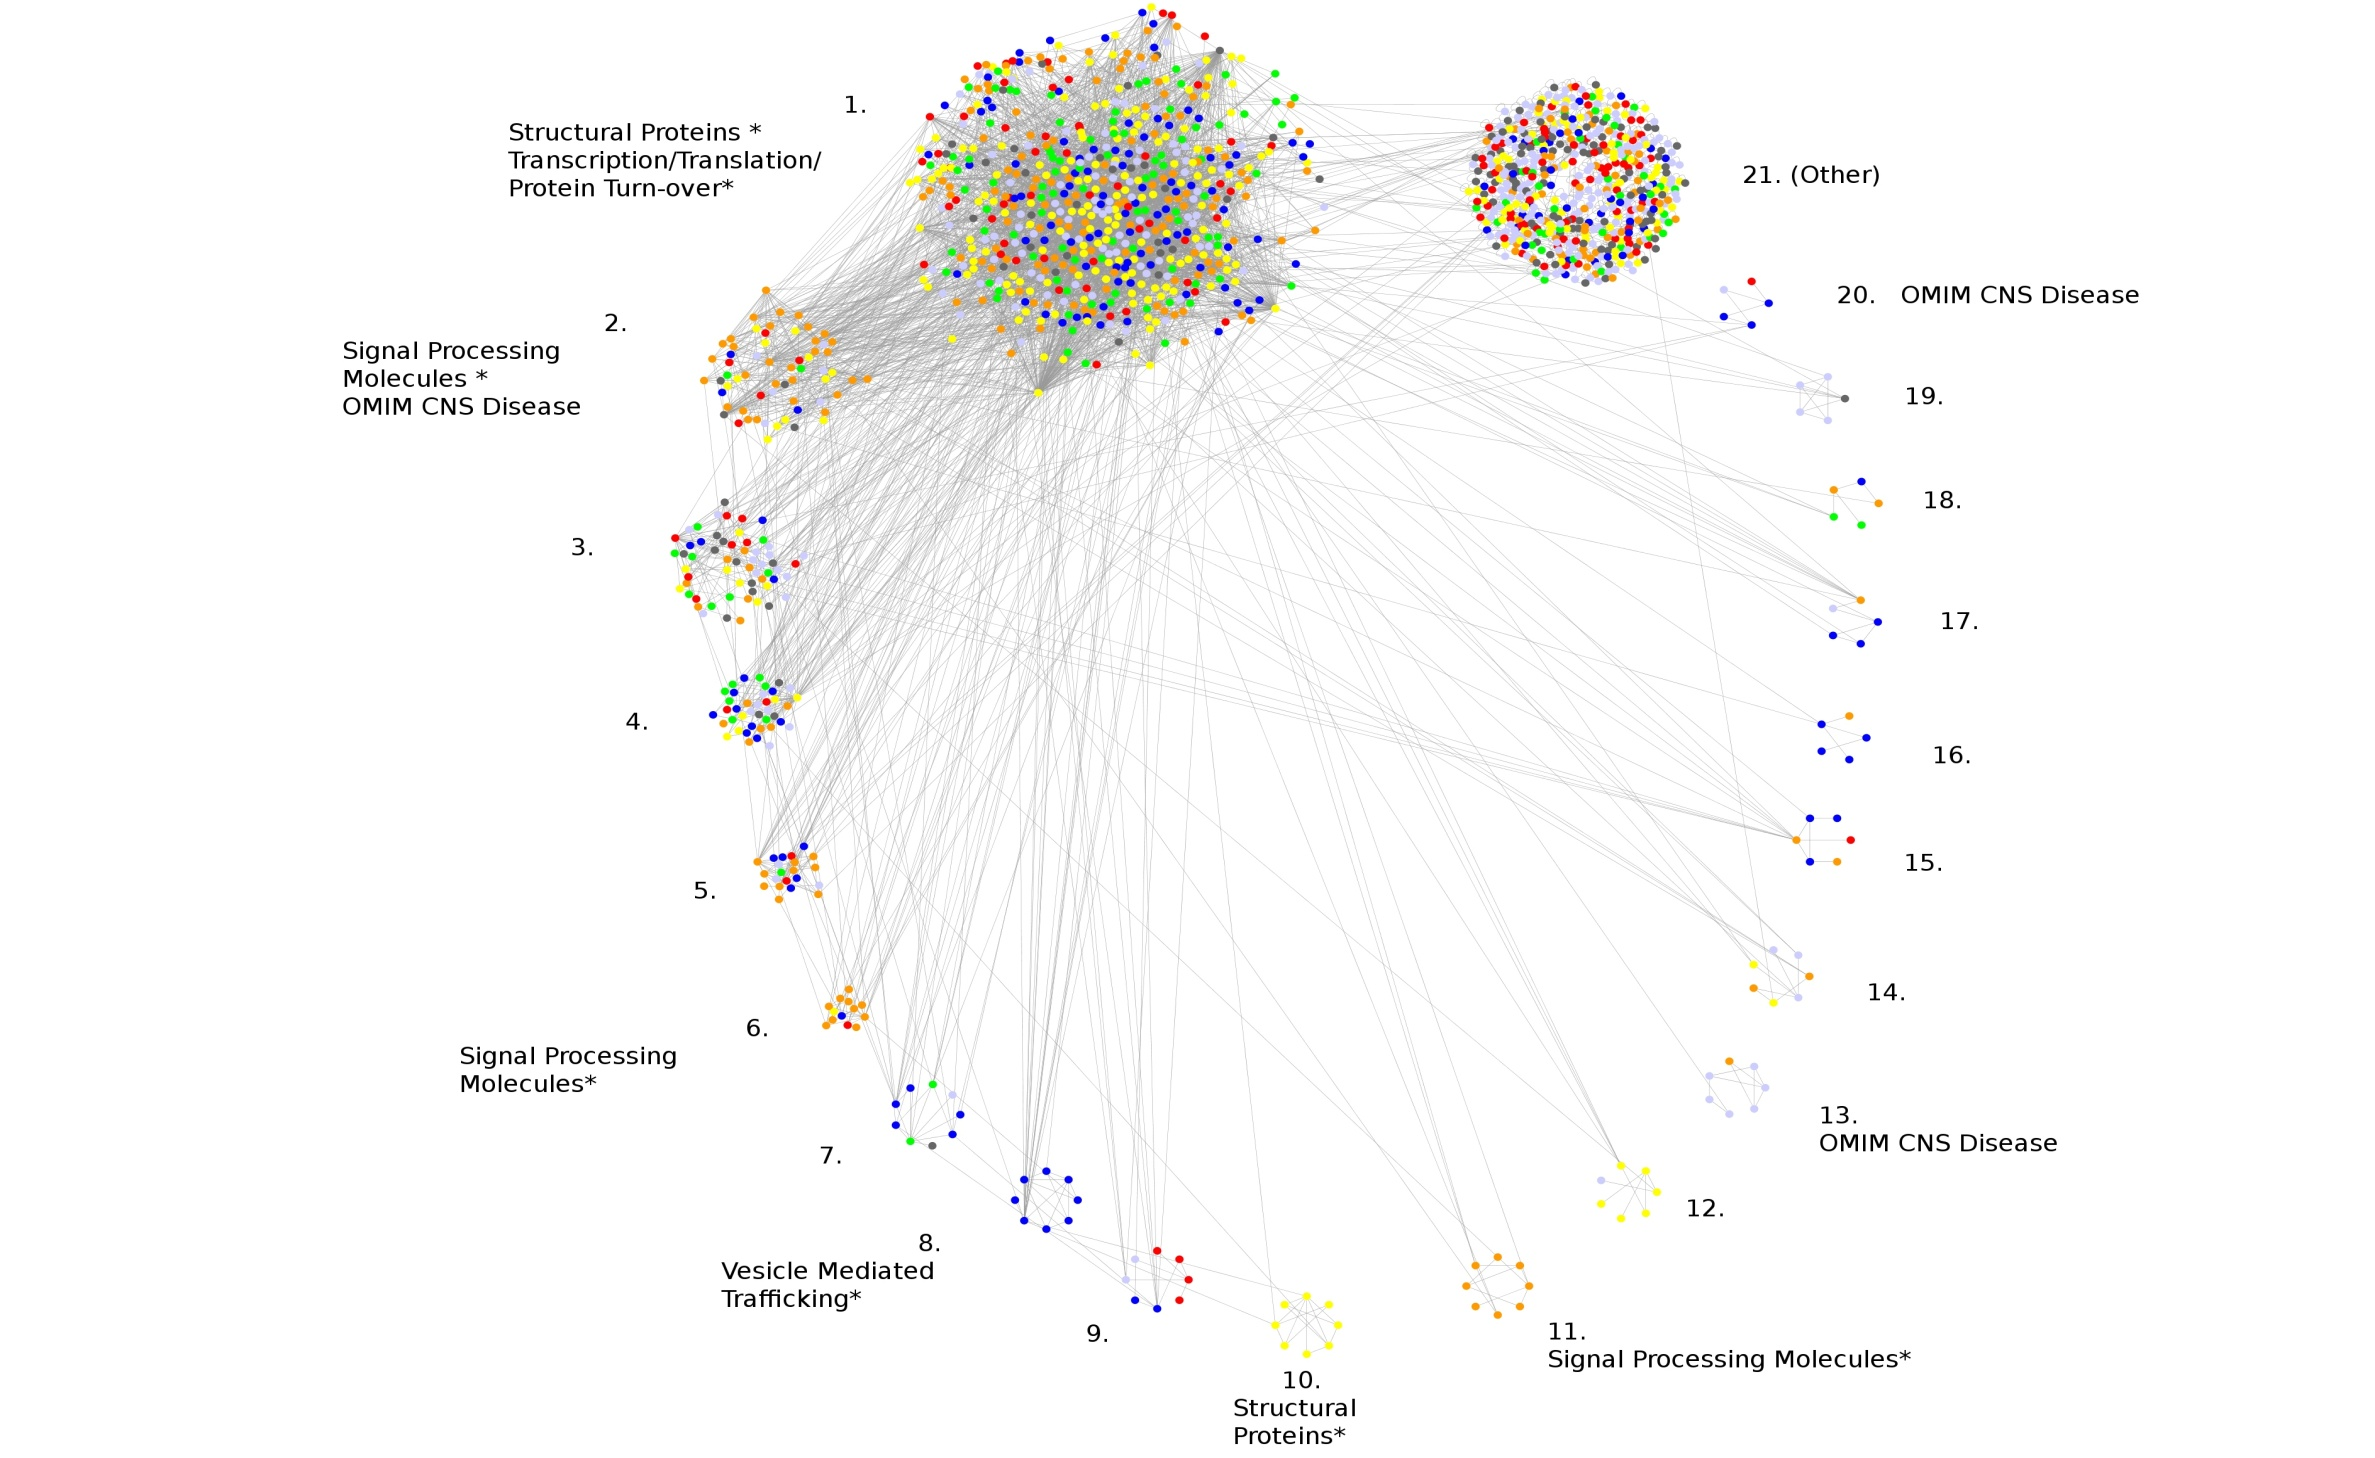 1.
Structural Proteins *
Transcription/Translation/
Protein Turn-over*
21. (Other)
20. OMIM CNS Disease
2.
Signal Processing
Molecules *
OMIM CNS Disease
19.
18.
3.
17.
4.
16.
15.
5.
14.
6.
Signal Processing
Molecules*
13.
OMIM CNS Disease
7.
12.
8.
Vesicle Mediated
Trafficking*
9.
11.
Signal Processing Molecules*
10.
Structural
Proteins*